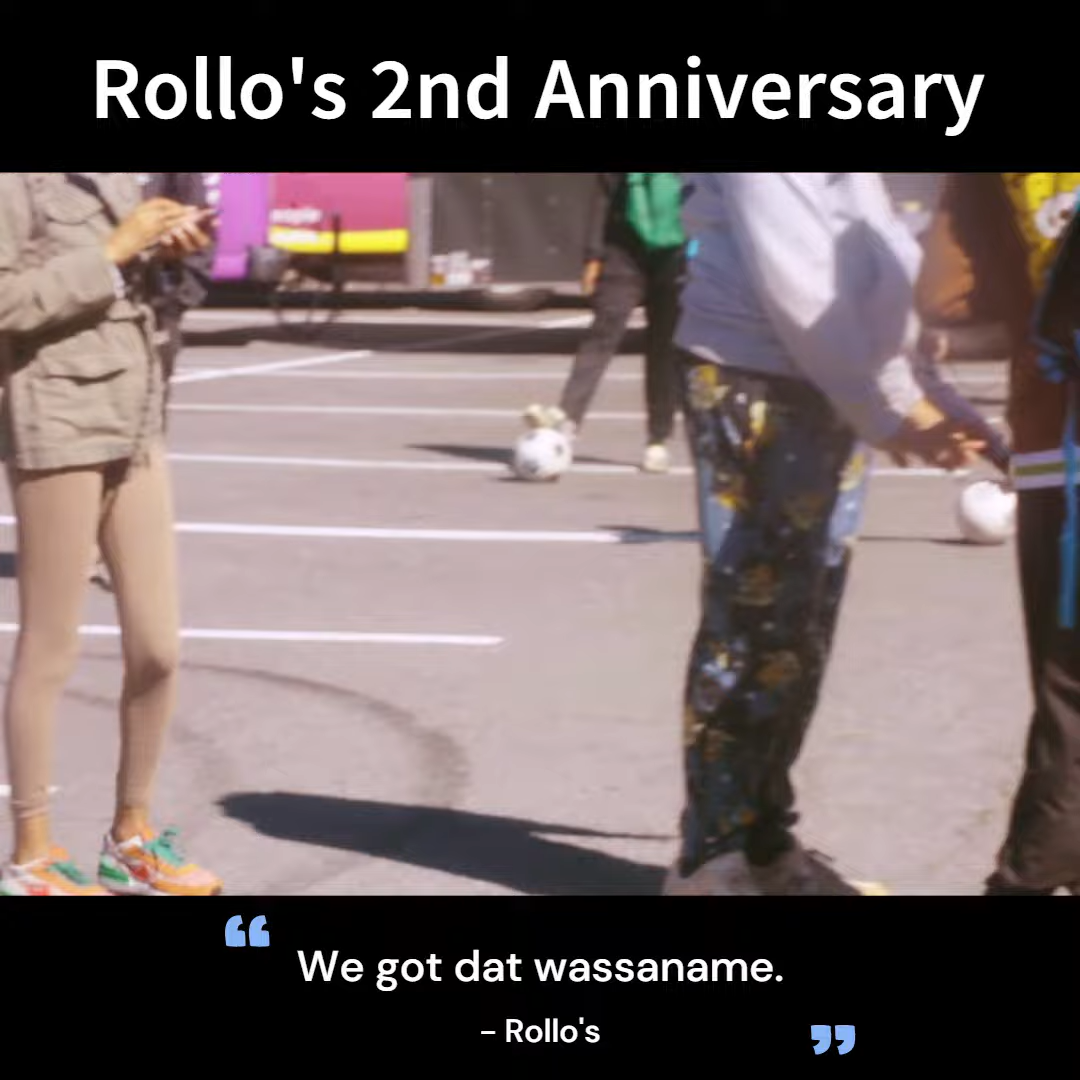 Rollo's 2nd Anniversary
“
We got dat wassaname.
– Rollo's
”